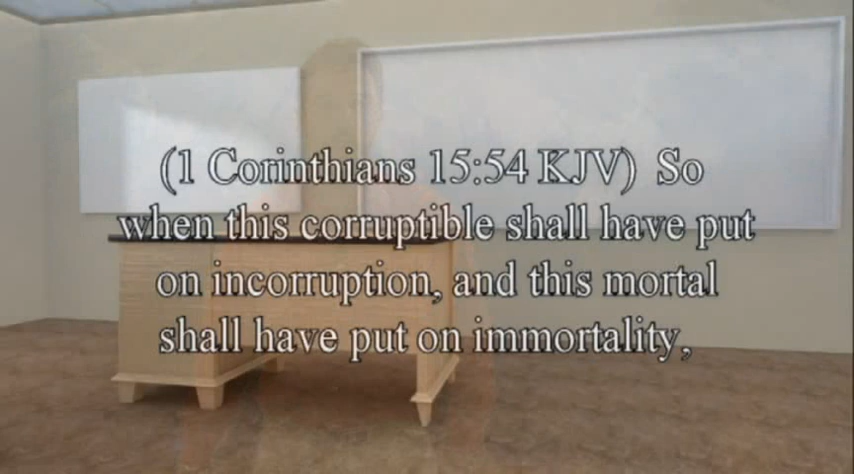 (1 Corinthians 15:54 KJV)  So
when this corruptible shall have put
on incorruption, and this mortal
shall have put on immortality,